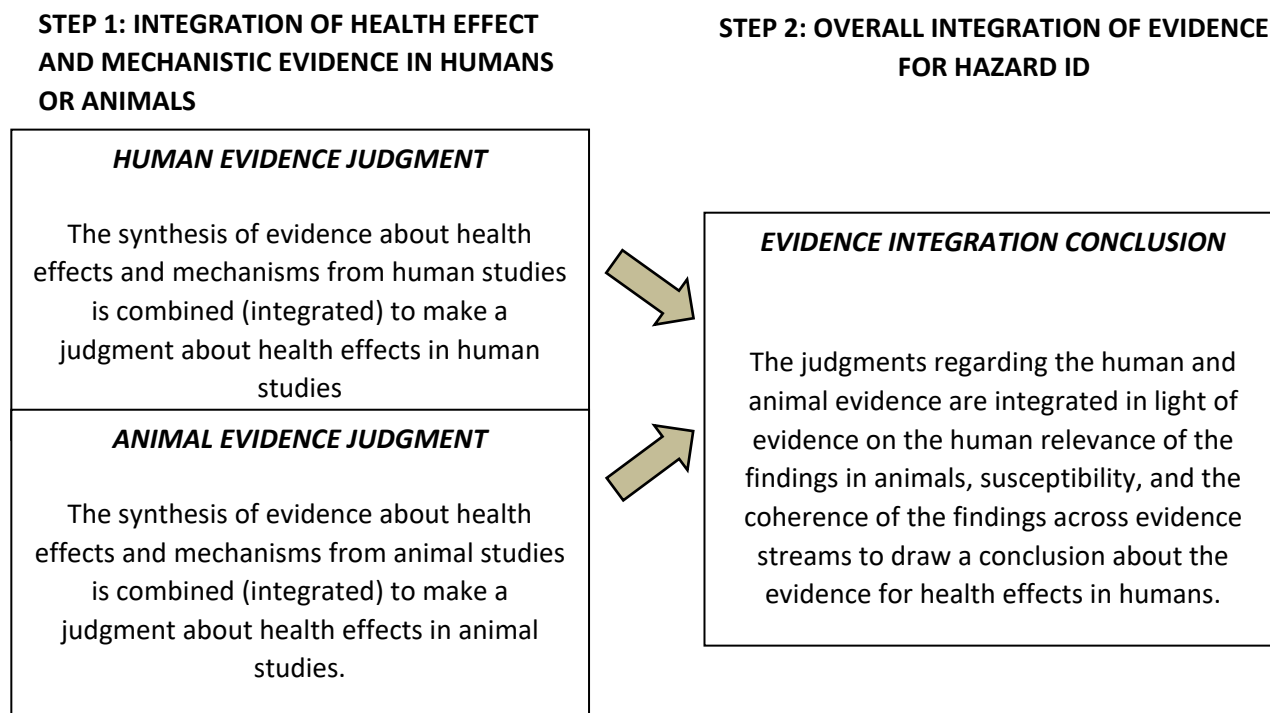 STEP 1: INTEGRATION OF HEALTH EFFECT
AND MECHANISTIC EVIDENCE IN HUMANS
OR ANIMALS
HUMAN EVIDENCE JUDGMENT
The synthesis of evidence about health
effects and mechanisms from human studies
is combined (integrated) to make a
judgment about health effects in human
studies
ANIMAL EVIDENCE JUDGMENT
The synthesis of evidence about health
effects and mechanisms from animal studies
is combined (integrated) to make a
judgment about health effects in animal
studies.
STEP 2: OVERALL INTEGRATION OF EVIDENCE
FOR HAZARD ID
EVIDENCE INTEGRATION CONCLUSION
The judgments regarding the human and
animal evidence are integrated in light of
evidence on the human relevance of the
findings in animals, susceptibility, and the
coherence of the findings across evidence
streams to draw a conclusion about the
evidence for health effects in humans.